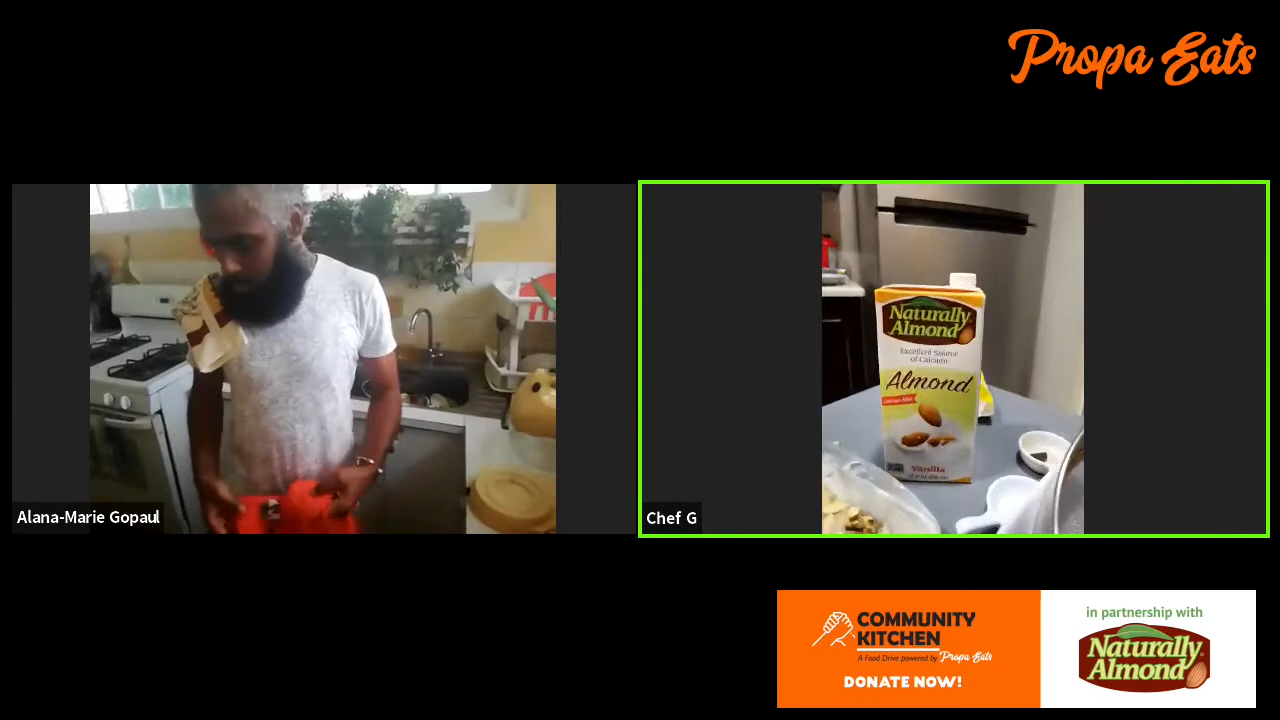 Propa Eats
Naturally
Almond
Excellent Source
of Calcium
Almond
Vanilla
Alana-Marie Gopaul
Chef G
COMMUNITY
KITCHEN
A Food Drive powered by Propa Eats
DONATE NOW!
in partnership with
Naturally
Almond